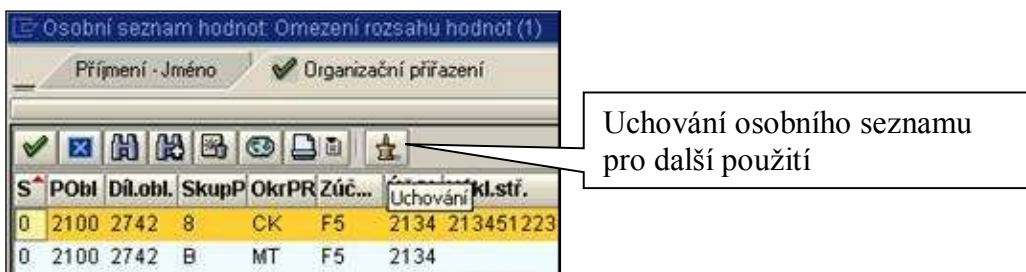 Osobní seznam hodnot: Omezení rozsahu hodnot (1)
Příjmení - Jméno
Organizační přiřazení
Uchování osobního seznamu
pro další použití
S PObl Díl.obl. SkupP OkrPR Zúč... kl.stř.
Uchování
0 2100 2742 8 CK F5 2134 213451223
0 2100 2742 B MT F5 2134